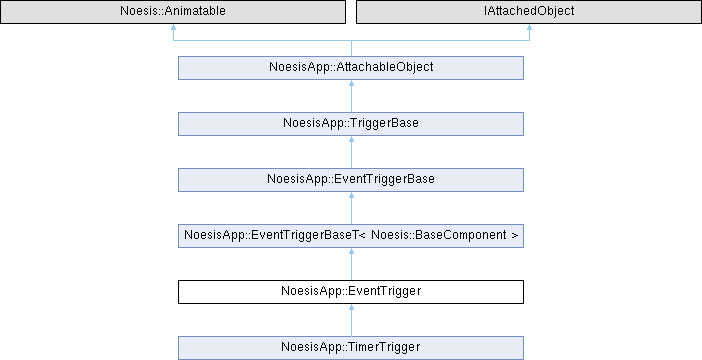 Noesis::Animatable
IAttachedObject
NoesisApp::AttachableObject
NoesisApp::TriggerBase
NoesisApp::EventTriggerBase
NoesisApp::EventTriggerBaseT< Noesis::BaseComponent >
NoesisApp::EventTrigger
NoesisApp::TimerTrigger